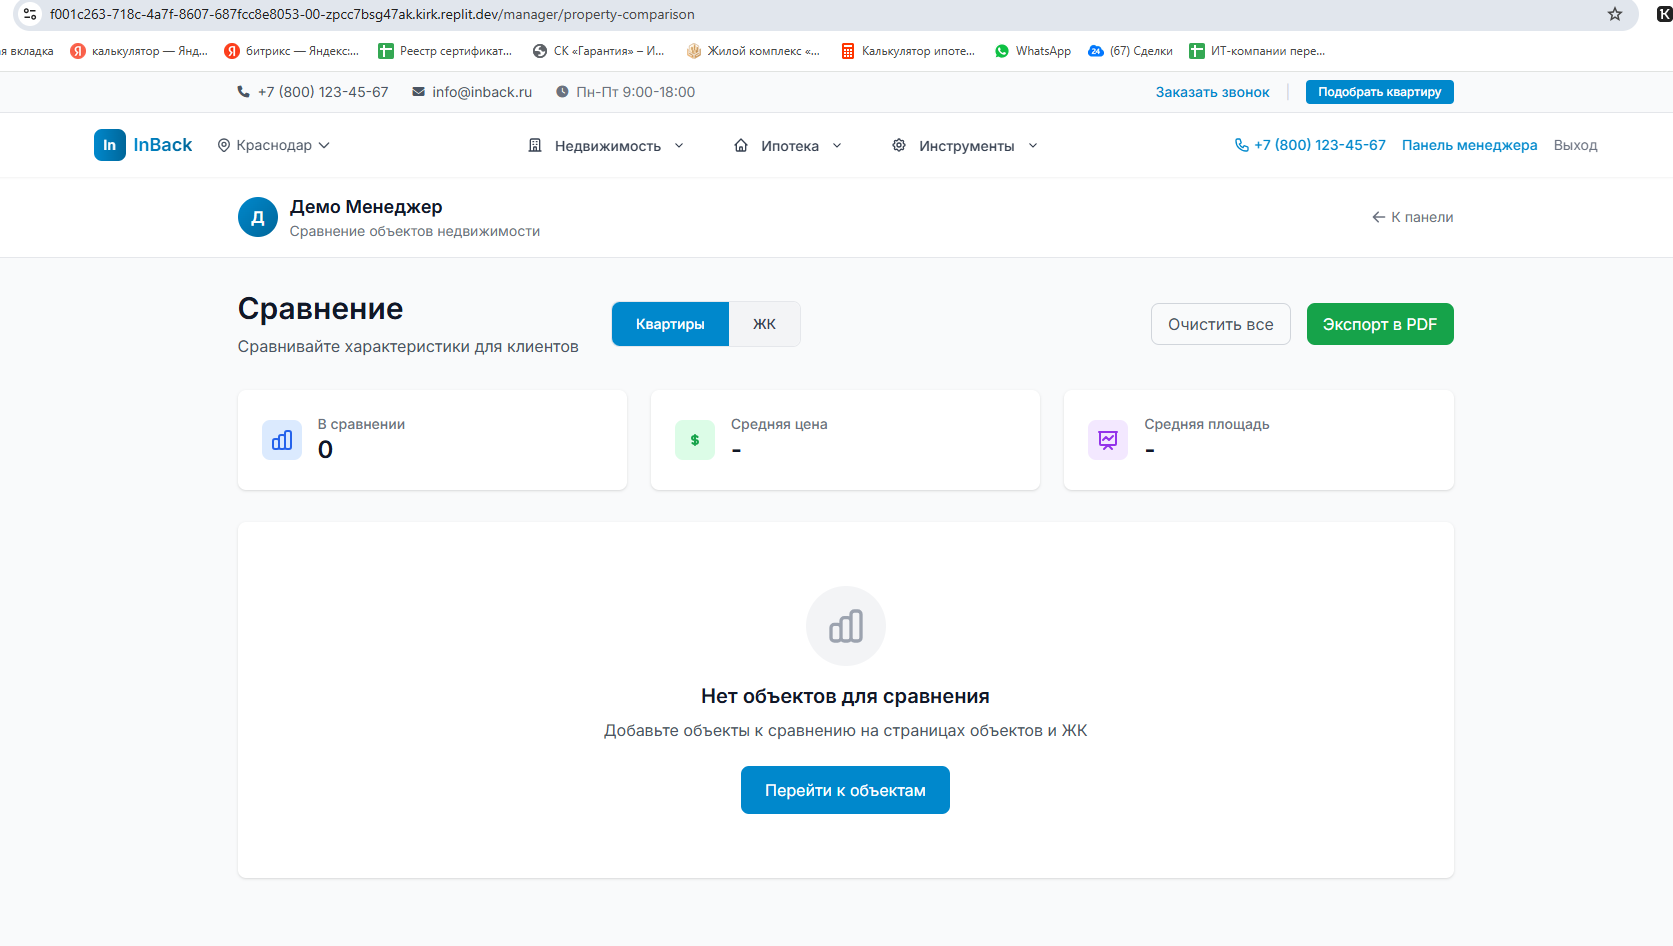 f001c263-718c-4a7f-8607-687fcc8e8053-00-zpcc7bsg47ak.kirk.replit.dev/manager/property-comparison
я вкладка калькулятор — Янд... битрикс — Яндекс:... Реестр сертификат... СК «Гарантия» – И... Жилой комплекс «... Калькулятор ипоте... WhatsApp 24 (67) Сделки ИТ-компании пере...
+7 (800) 123-45-67 info@inback.ru Пн-Пт 9:00-18:00 Заказать звонок Подобрать квартиру
In InBack Краснодар Недвижимость Ипотека Инструменты +7 (800) 123-45-67 Панель менеджера Выход
Д Демо Менеджер
Сравнение объектов недвижимости
К панели
Сравнение
Сравнивайте характеристики для клиентов
Квартиры ЖК
Очистить все Экспорт в PDF
В сравнении
0
$ Средняя цена
-
Средняя площадь
-
Нет объектов для сравнения
Добавьте объекты к сравнению на страницах объектов и ЖК
Перейти к объектам